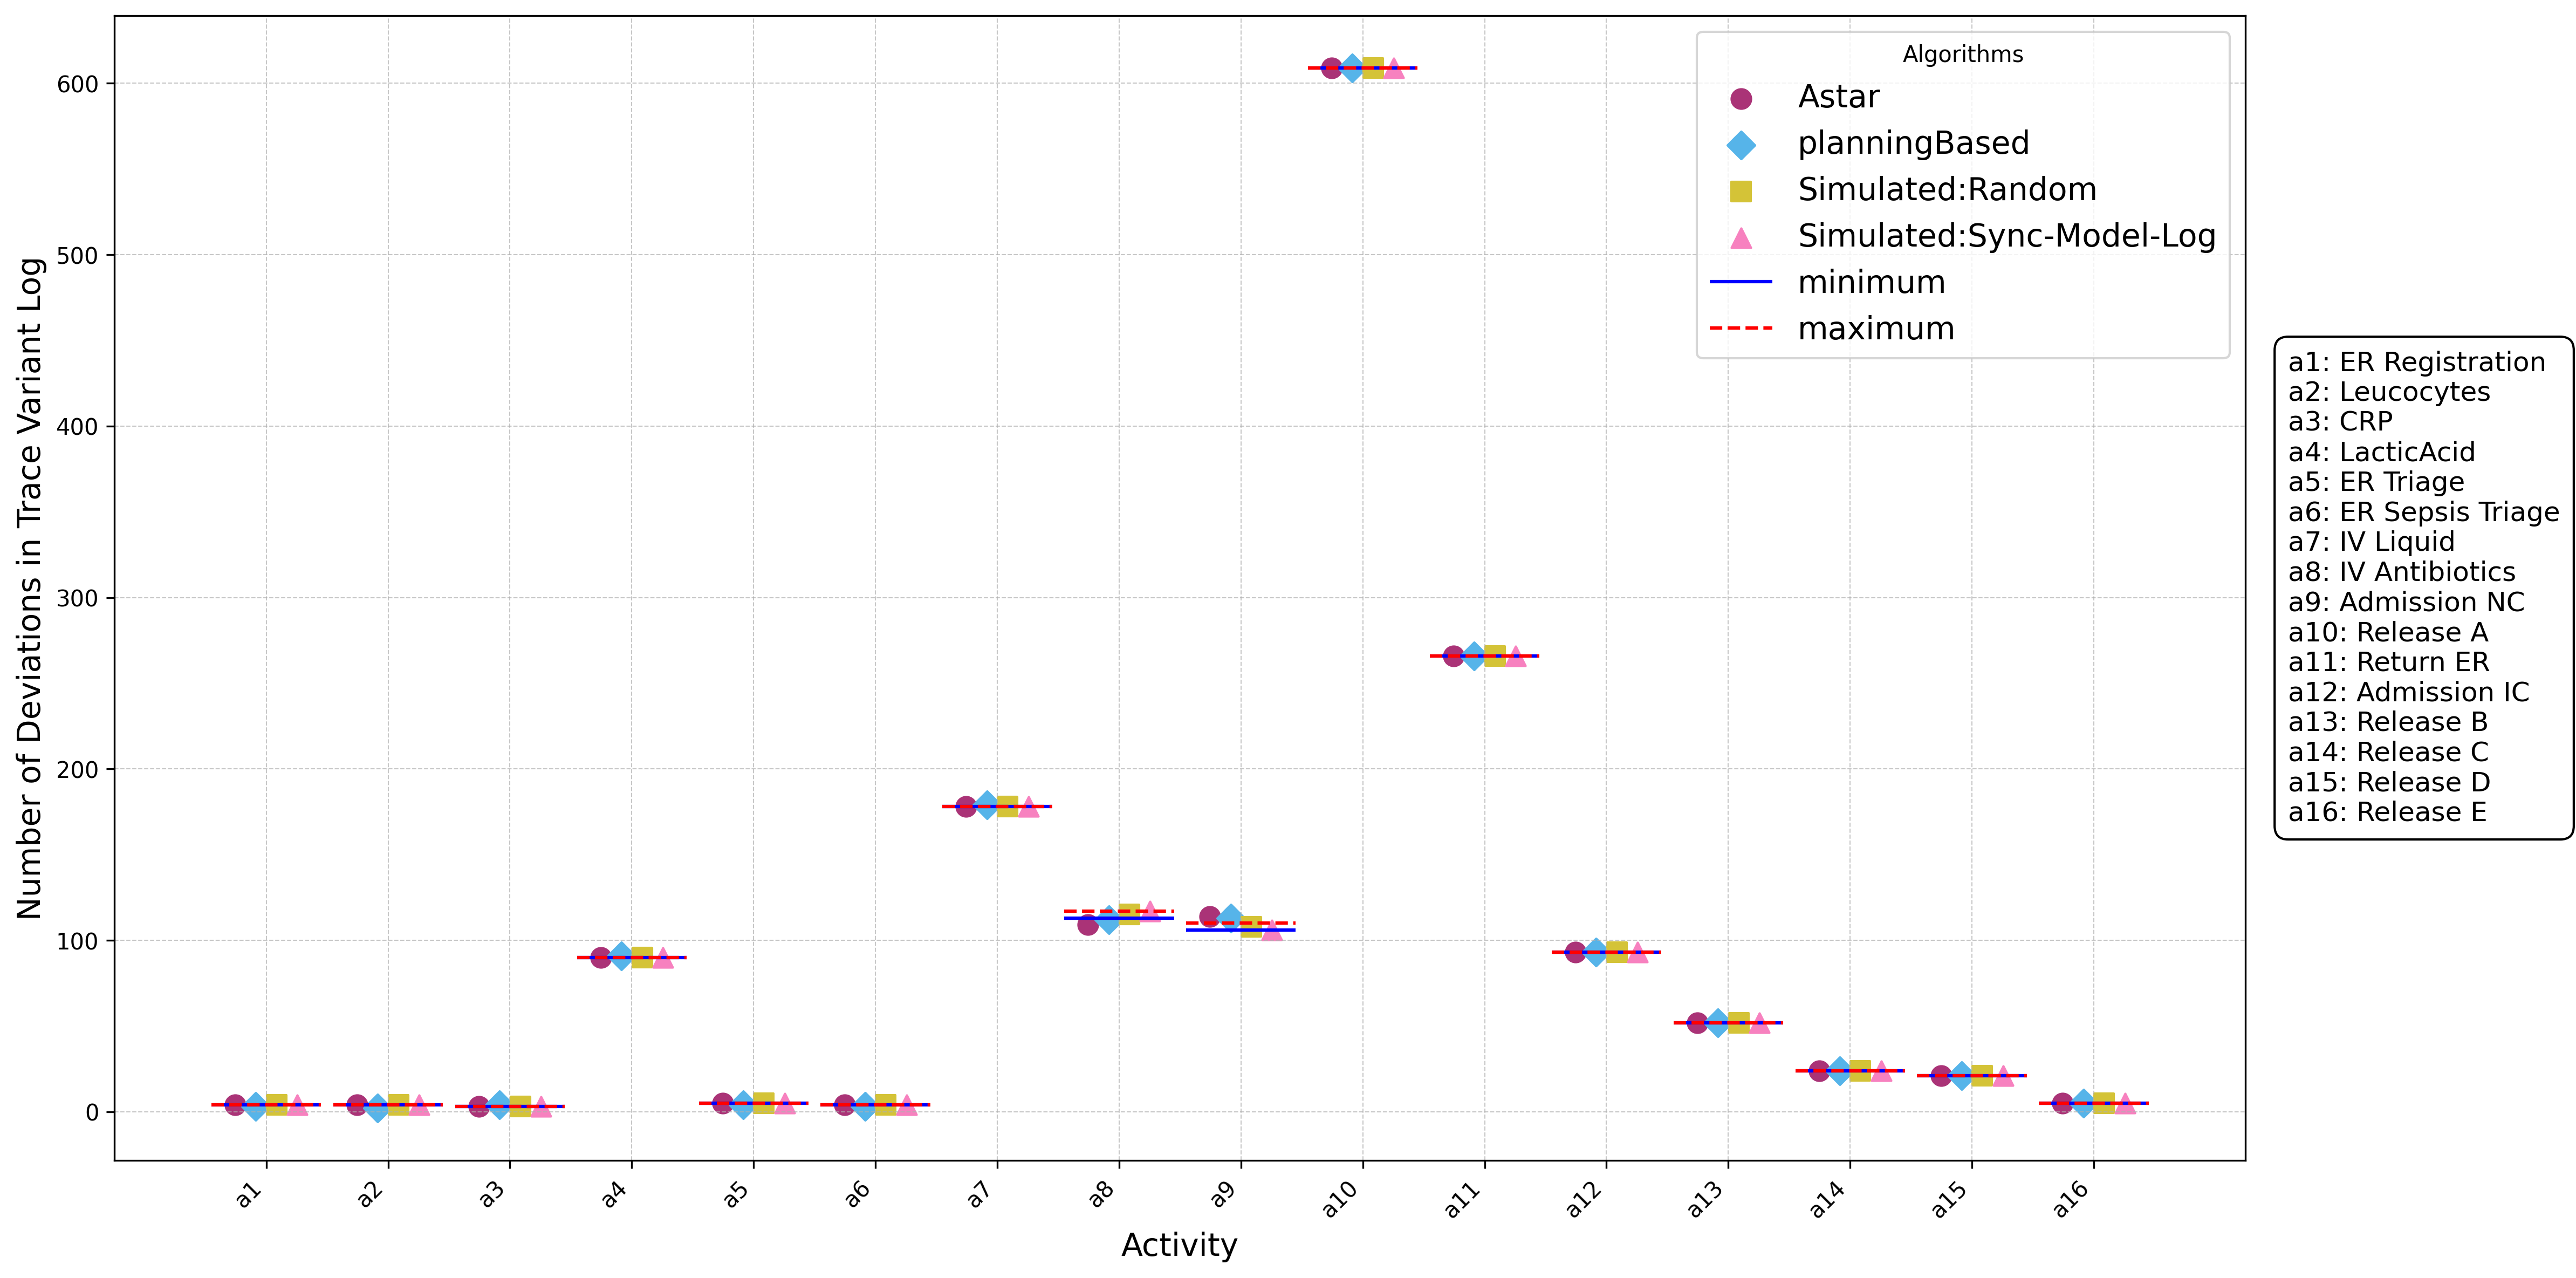 Number of Deviations in Trace Variant Log
600
500
400
300
200
100
0
Algorithms
Astar
planningBased
Simulated:Random
Simulated:Sync-Model-Log
minimum
maximum
a1: ER Registration
a2: Leucocytes
a3: CRP
a4: LacticAcid
a5: ER Triage
a6: ER Sepsis Triage
a7: IV Liquid
a8: IV Antibiotics
a9: Admission NC
a10: Release A
a11: Return ER
a12: Admission IC
a13: Release B
a14: Release C
a15: Release D
a16: Release E
a1
a2
a3
a4
a5
a6
a7
a8
a9
a10
a11
a12
a13
a14
a15
a16
Activity